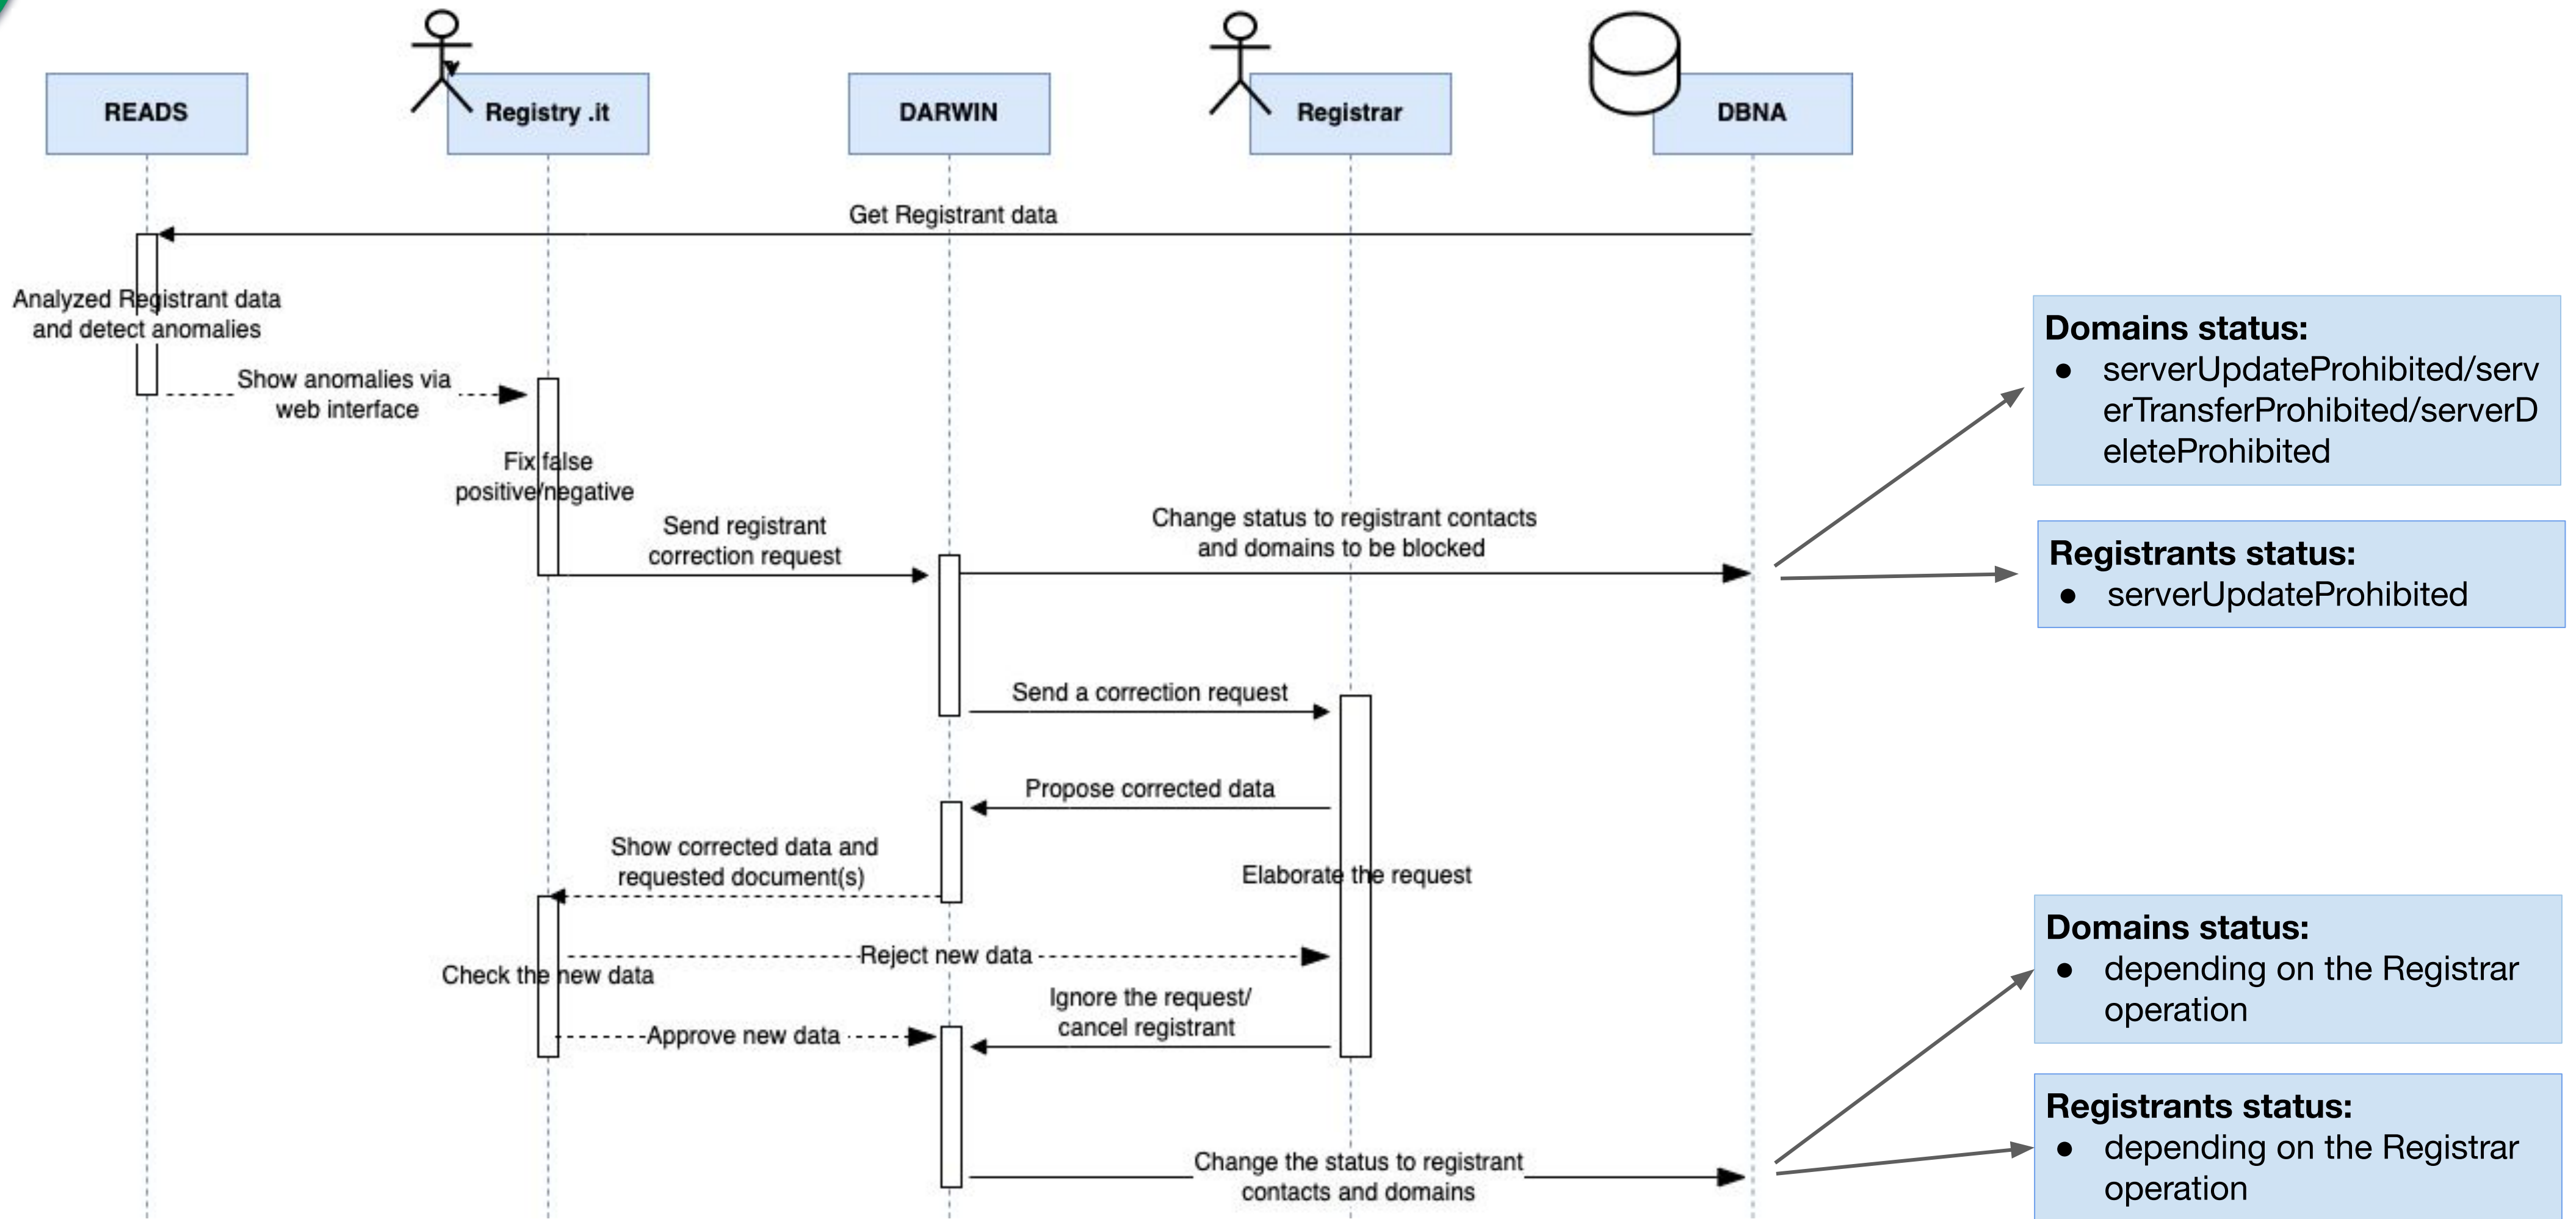 READS
Registry .it
DARWIN
Registrar
DBNA
Get Registrant data
Analyzed Registrant data
and detect anomalies
Show anomalies via
web interface
Fix false
positive/negative
Send registrant
correction request
Change status to registrant contacts
and domains to be blocked
Domains status:
● serverUpdateProhibited/serv
erTransferProhibited/serverD
eleteProhibited
Registrants status:
● serverUpdateProhibited
Send a correction request
Propose corrected data
Show corrected data and
requested document(s)
Elaborate the request
Reject new data
Check the new data
Ignore the request/
cancel registrant
Approve new data
Change the status to registrant
contacts and domains
Domains status:
● depending on the Registrar
operation
Registrants status:
● depending on the Registrar
operation